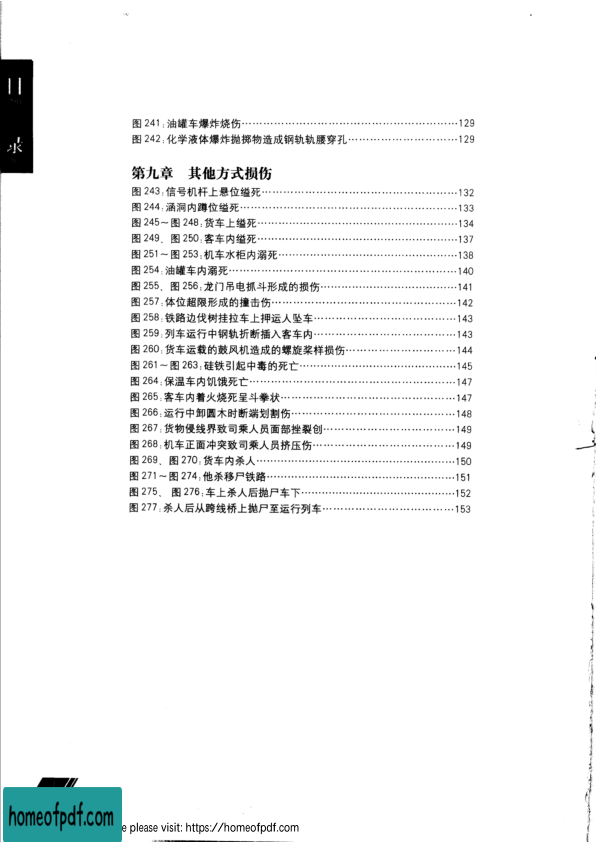 目
录
图 241:油罐车爆炸烧伤……………………………………………………129
图 242:化学液体爆炸抛掷物造成钢轨轨腰穿孔…………………………129
第九章 其他方式损伤
图 243:信号机杆上悬位缢死………………………………………………132
图 244:涵洞内蹲位缢死……………………………………………………133
图 245～图 248:货车上缢死………………………………………………134
图 249、图 250:客车内缢死………………………………………………137
图 251～图 253:机车水柜内溺死…………………………………………138
图 254:油罐车内溺死………………………………………………………140
图 255、图 256:龙门吊电抓斗形成的损伤………………………………141
图 257:体位超限形成的撞击伤……………………………………………142
图 258:铁路边伐树挂拉车上押运人坠车…………………………………143
图 259:列车运行中钢轨折断插入客车内…………………………………143
图 260:货车运载的鼓风机造成的螺旋桨样损伤…………………………144
图 261～图 263:硅铁引起中毒的死亡……………………………………145
图 264:保温车内饥饿死亡…………………………………………………147
图 265:客车内着火烧死呈斗拳状…………………………………………147
图 266:运行中卸圆木时断端划割伤………………………………………148
图 267:货物侵线界致司乘人员面部挫裂创………………………………149
图 268:机车正面冲突致司乘人员挤压伤…………………………………149
图 269、图 270:货车内杀人………………………………………………150
图 271～图 274:他杀移尸铁路……………………………………………151
图 275、图 276:车上杀人后抛尸车下……………………………………152
图 277:杀人后从跨线桥上抛尸至运行列车………………………………153
homeofpdf.com
e please visit: https://homeofpdf.com